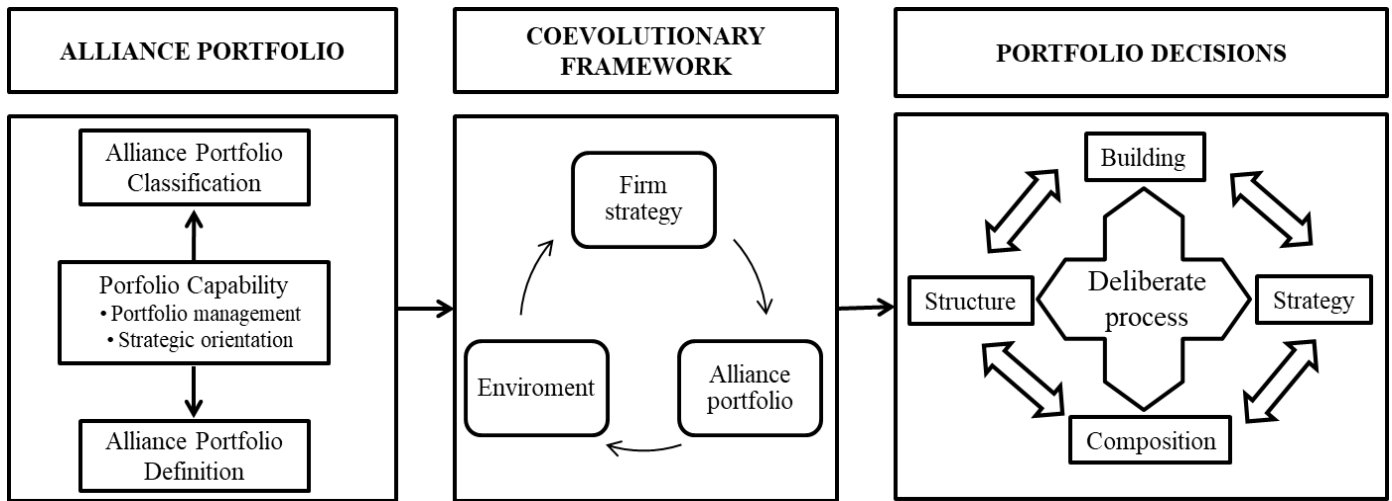 ALLIANCE PORTFOLIO
COEVOLUTIONARY
FRAMEWORK
PORTFOLIO DECISIONS
Alliance Portfolio
Classification
Porfolio Capability
• Portfolio management
• Strategic orientation
Alliance Portfolio
Definition
Firm
strategy
Enviroment
Alliance
portfolio
Building
Structure
Deliberate
process
Strategy
Composition